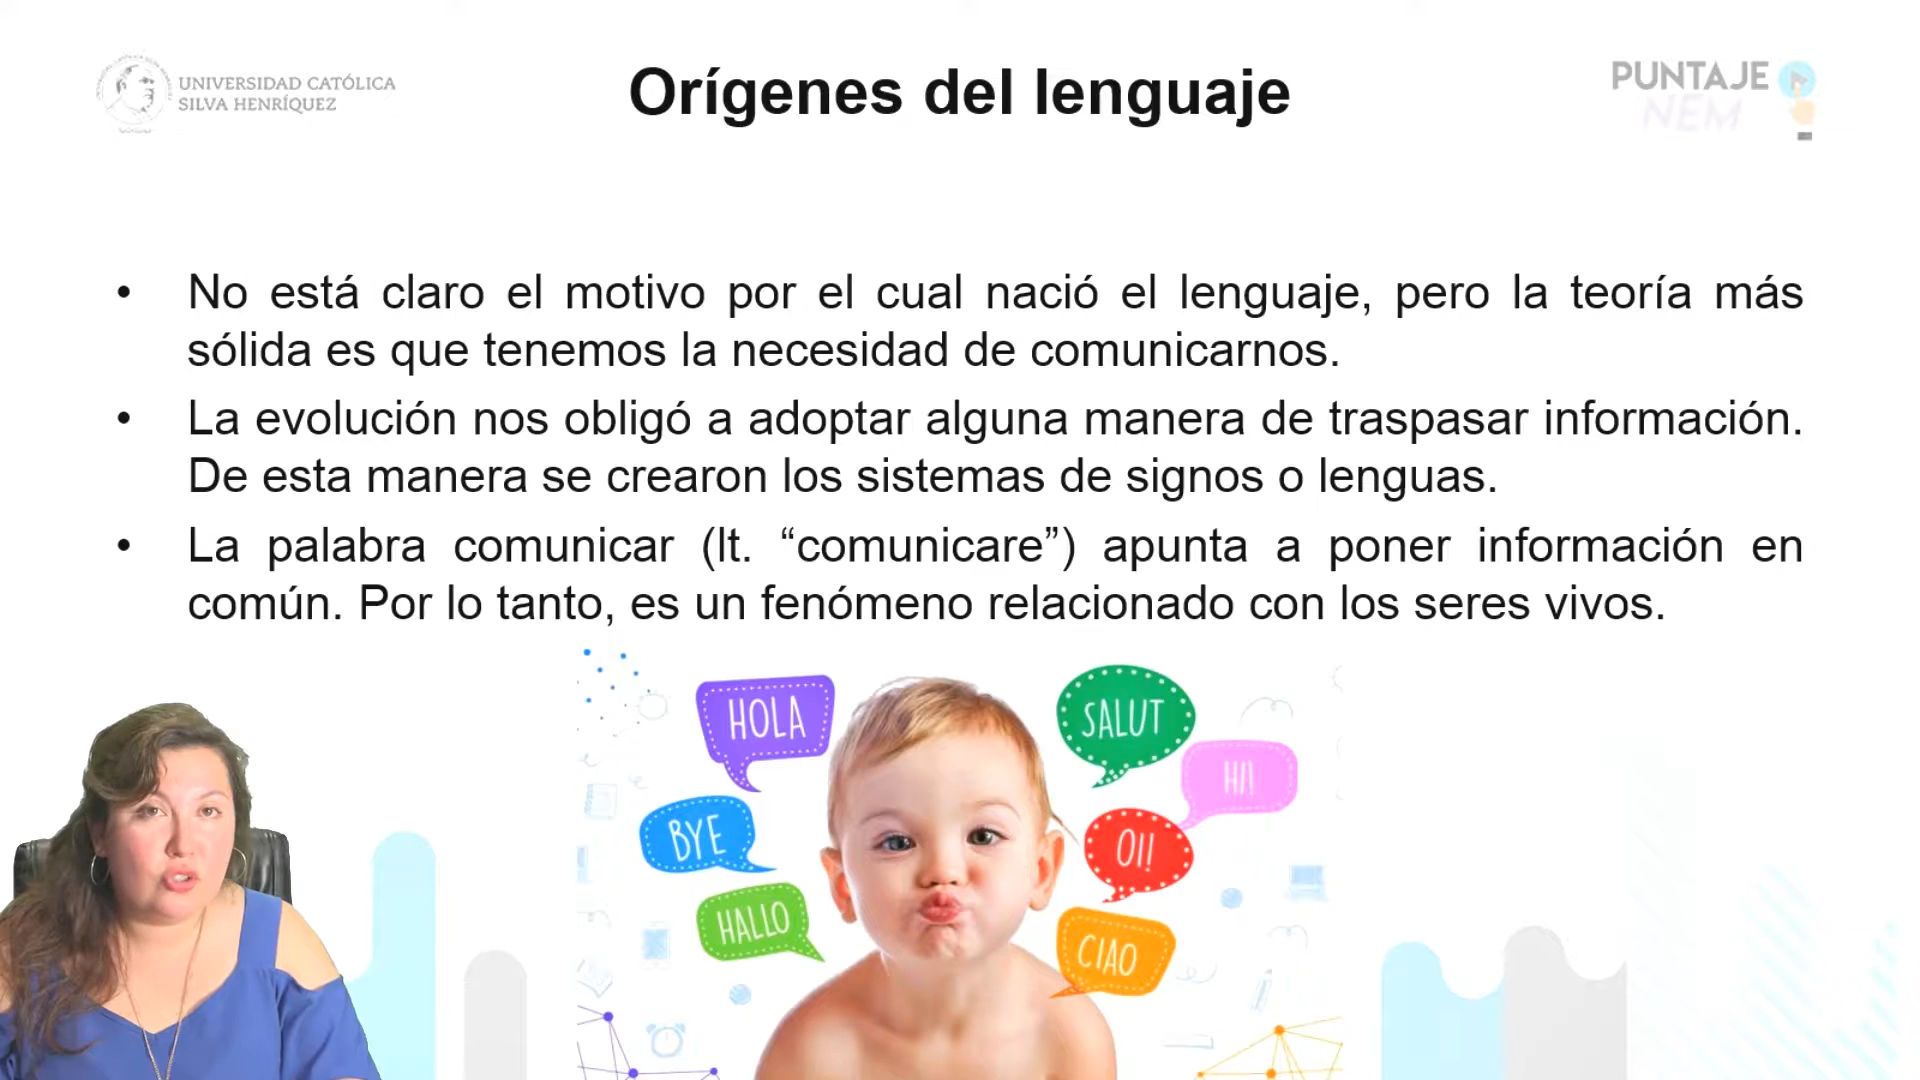 UNIVERSIDAD CATÓLICA
SILVA HENRÍQUEZ
Orígenes del lenguaje
PUNTAJE
NEM
• No está claro el motivo por el cual nació el lenguaje, pero la teoría más
sólida es que tenemos la necesidad de comunicarnos.
• La evolución nos obligó a adoptar alguna manera de traspasar información.
De esta manera se crearon los sistemas de signos o lenguas.
• La palabra comunicar (lt. “comunicare”) apunta a poner información en
común. Por lo tanto, es un fenómeno relacionado con los seres vivos.
HOLA
SALUT
HI!
BYE
OI!
HALLO
CIAO